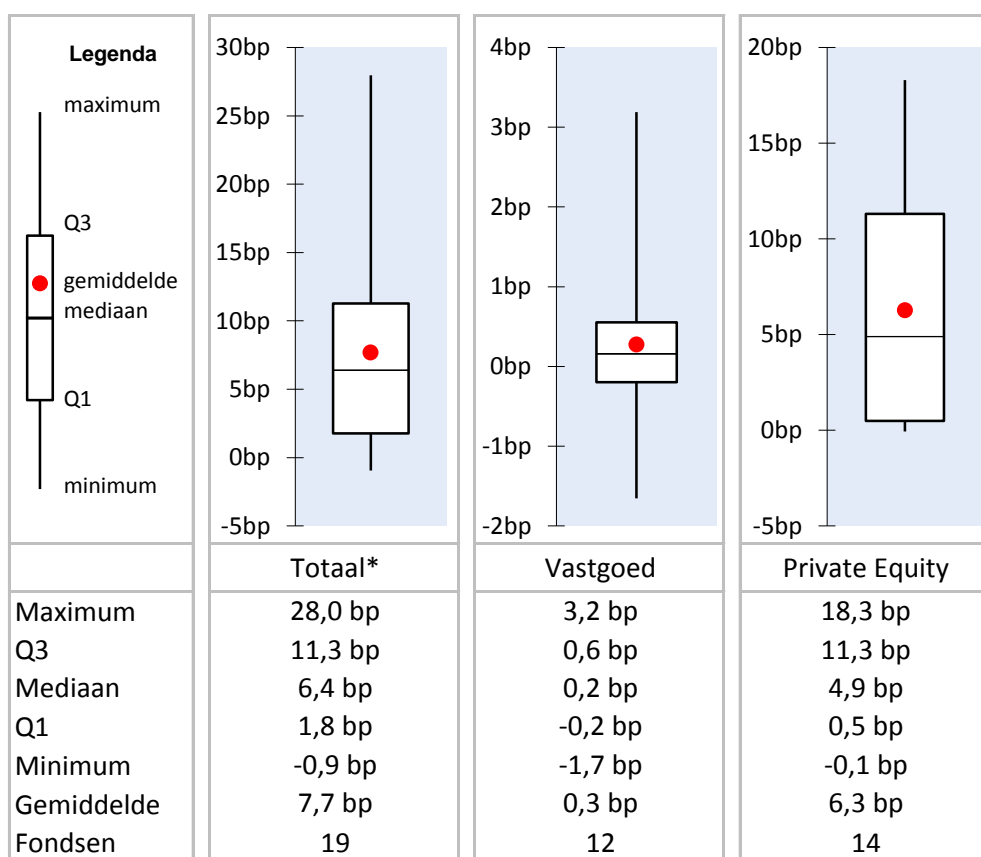 Legenda
maximum
Q3
gemiddelde
mediaan
Q1
minimum
30bp
25bp
20bp
15bp
10bp
5bp
0bp
-5bp
4bp
3bp
2bp
1bp
0bp
-1bp
-2bp
20bp
15bp
10bp
5bp
0bp
-5bp
Totaal* Vastgoed Private Equity
Maximum 28,0 bp 3,2 bp 18,3 bp
Q3 11,3 bp 0,6 bp 11,3 bp
Mediaan 6,4 bp 0,2 bp 4,9 bp
Q1 1,8 bp -0,2 bp 0,5 bp
Minimum -0,9 bp -1,7 bp -0,1 bp
Gemiddelde 7,7 bp 0,3 bp 6,3 bp
Fondsen 19 12 14